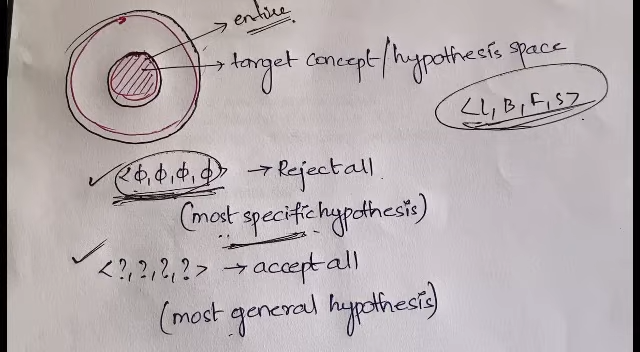 entire
target concept/hypothesis space
<L, B, F, S>
<ϕ, ϕ, ϕ, ϕ> → Reject all
(most specific hypothesis)
<?, ?, ?, ?> → accept all
(most general hypothesis)